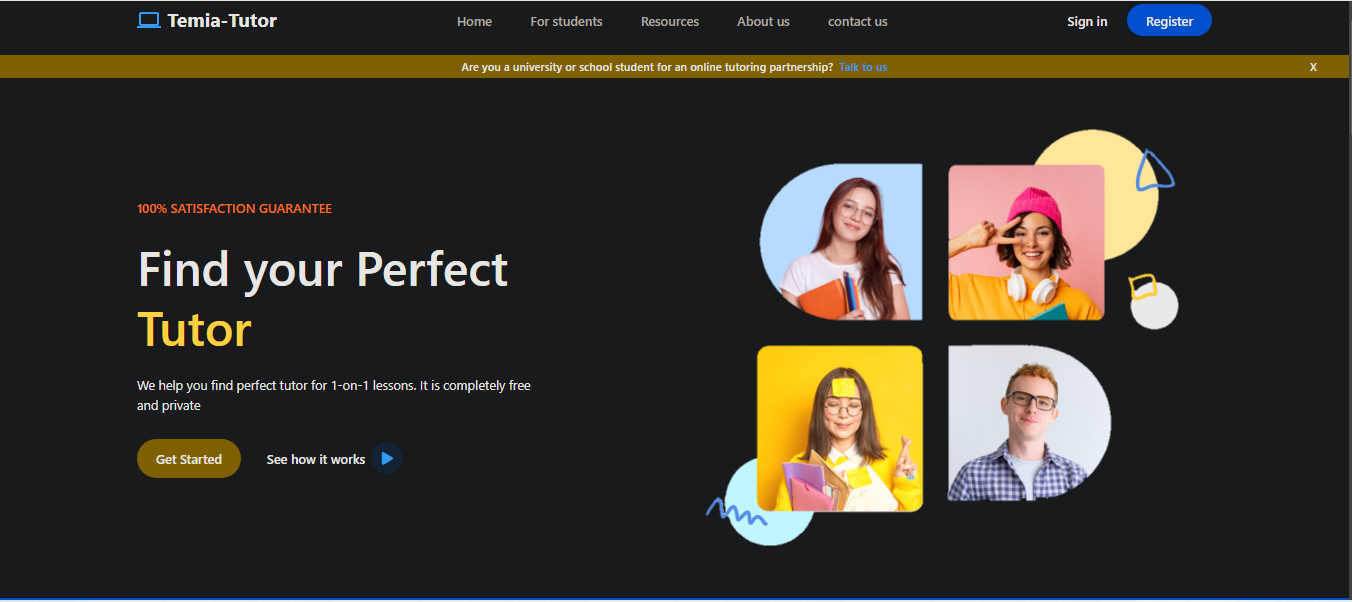 Temia-Tutor
Home
For students
Resources
About us
contact us
Sign in
Register
Are you a university or school student for an online tutoring partnership? Talk to us
X
100% SATISFACTION GUARANTEE
Find your Perfect
Tutor
We help you find perfect tutor for 1-on-1 lessons. It is completely free
and private
Get Started
See how it works